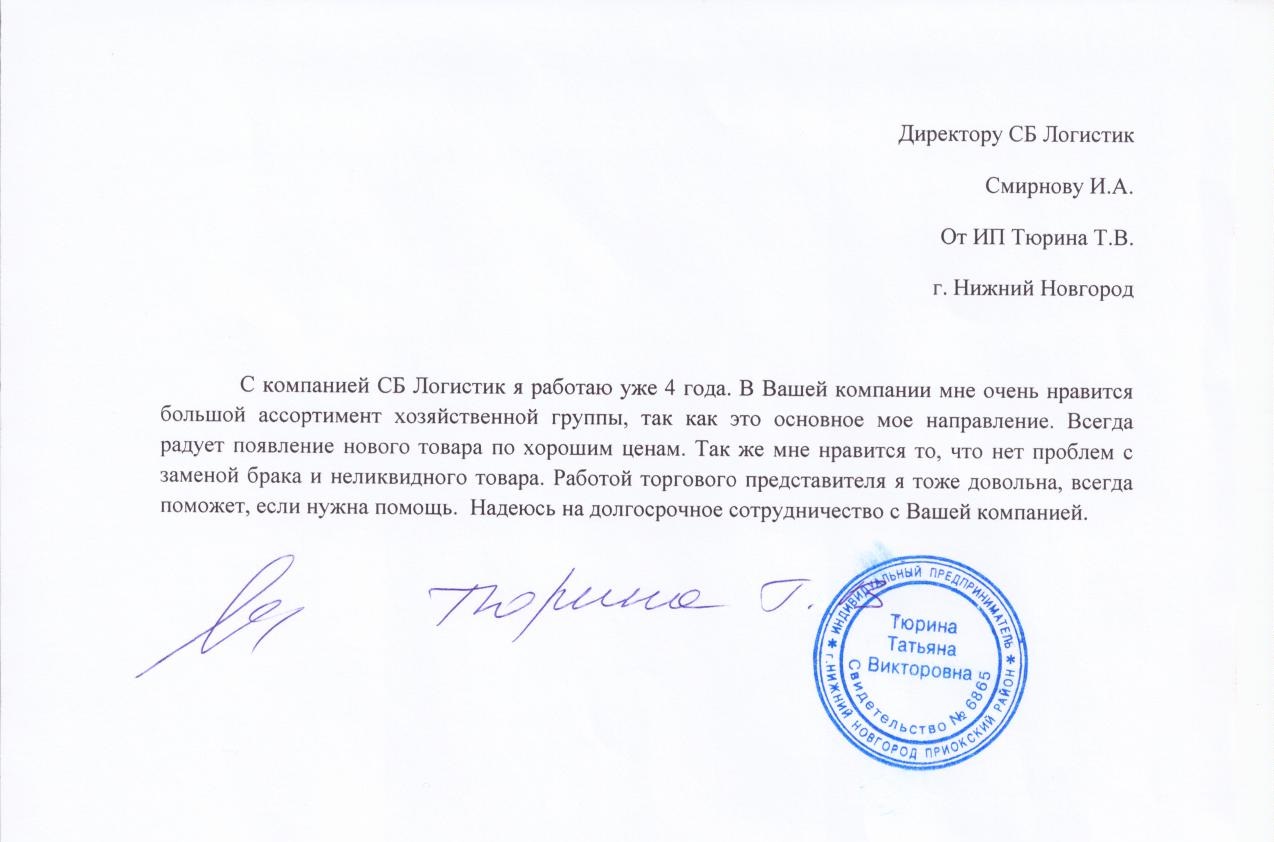 Директору СБ Логистик
Смирнову И.А.
От ИП Тюрина Т.В.
г. Нижний Новгород
С компанией СБ Логистик я работаю уже 4 года. В Вашей компании мне очень нравится
большой ассортимент хозяйственной группы, так как это основное мое направление. Всегда
радует появление нового товара по хорошим ценам. Так же мне нравится то, что нет проблем с
заменой брака и неликвидного товара. Работой торгового представителя я тоже довольна, всегда
поможет, если нужна помощь.  Надеюсь на долгосрочное сотрудничество с Вашей компанией.
Тюрина Т. В
* ИНДИВИДУАЛЬНЫЙ ПРЕДПРИНИМАТЕЛЬ *
Тюрина
Татьяна
Викторовна
Свидетельство № 6865
г.НИЖНИЙ НОВГОРОД ПРИОКСКИЙ РАЙОН